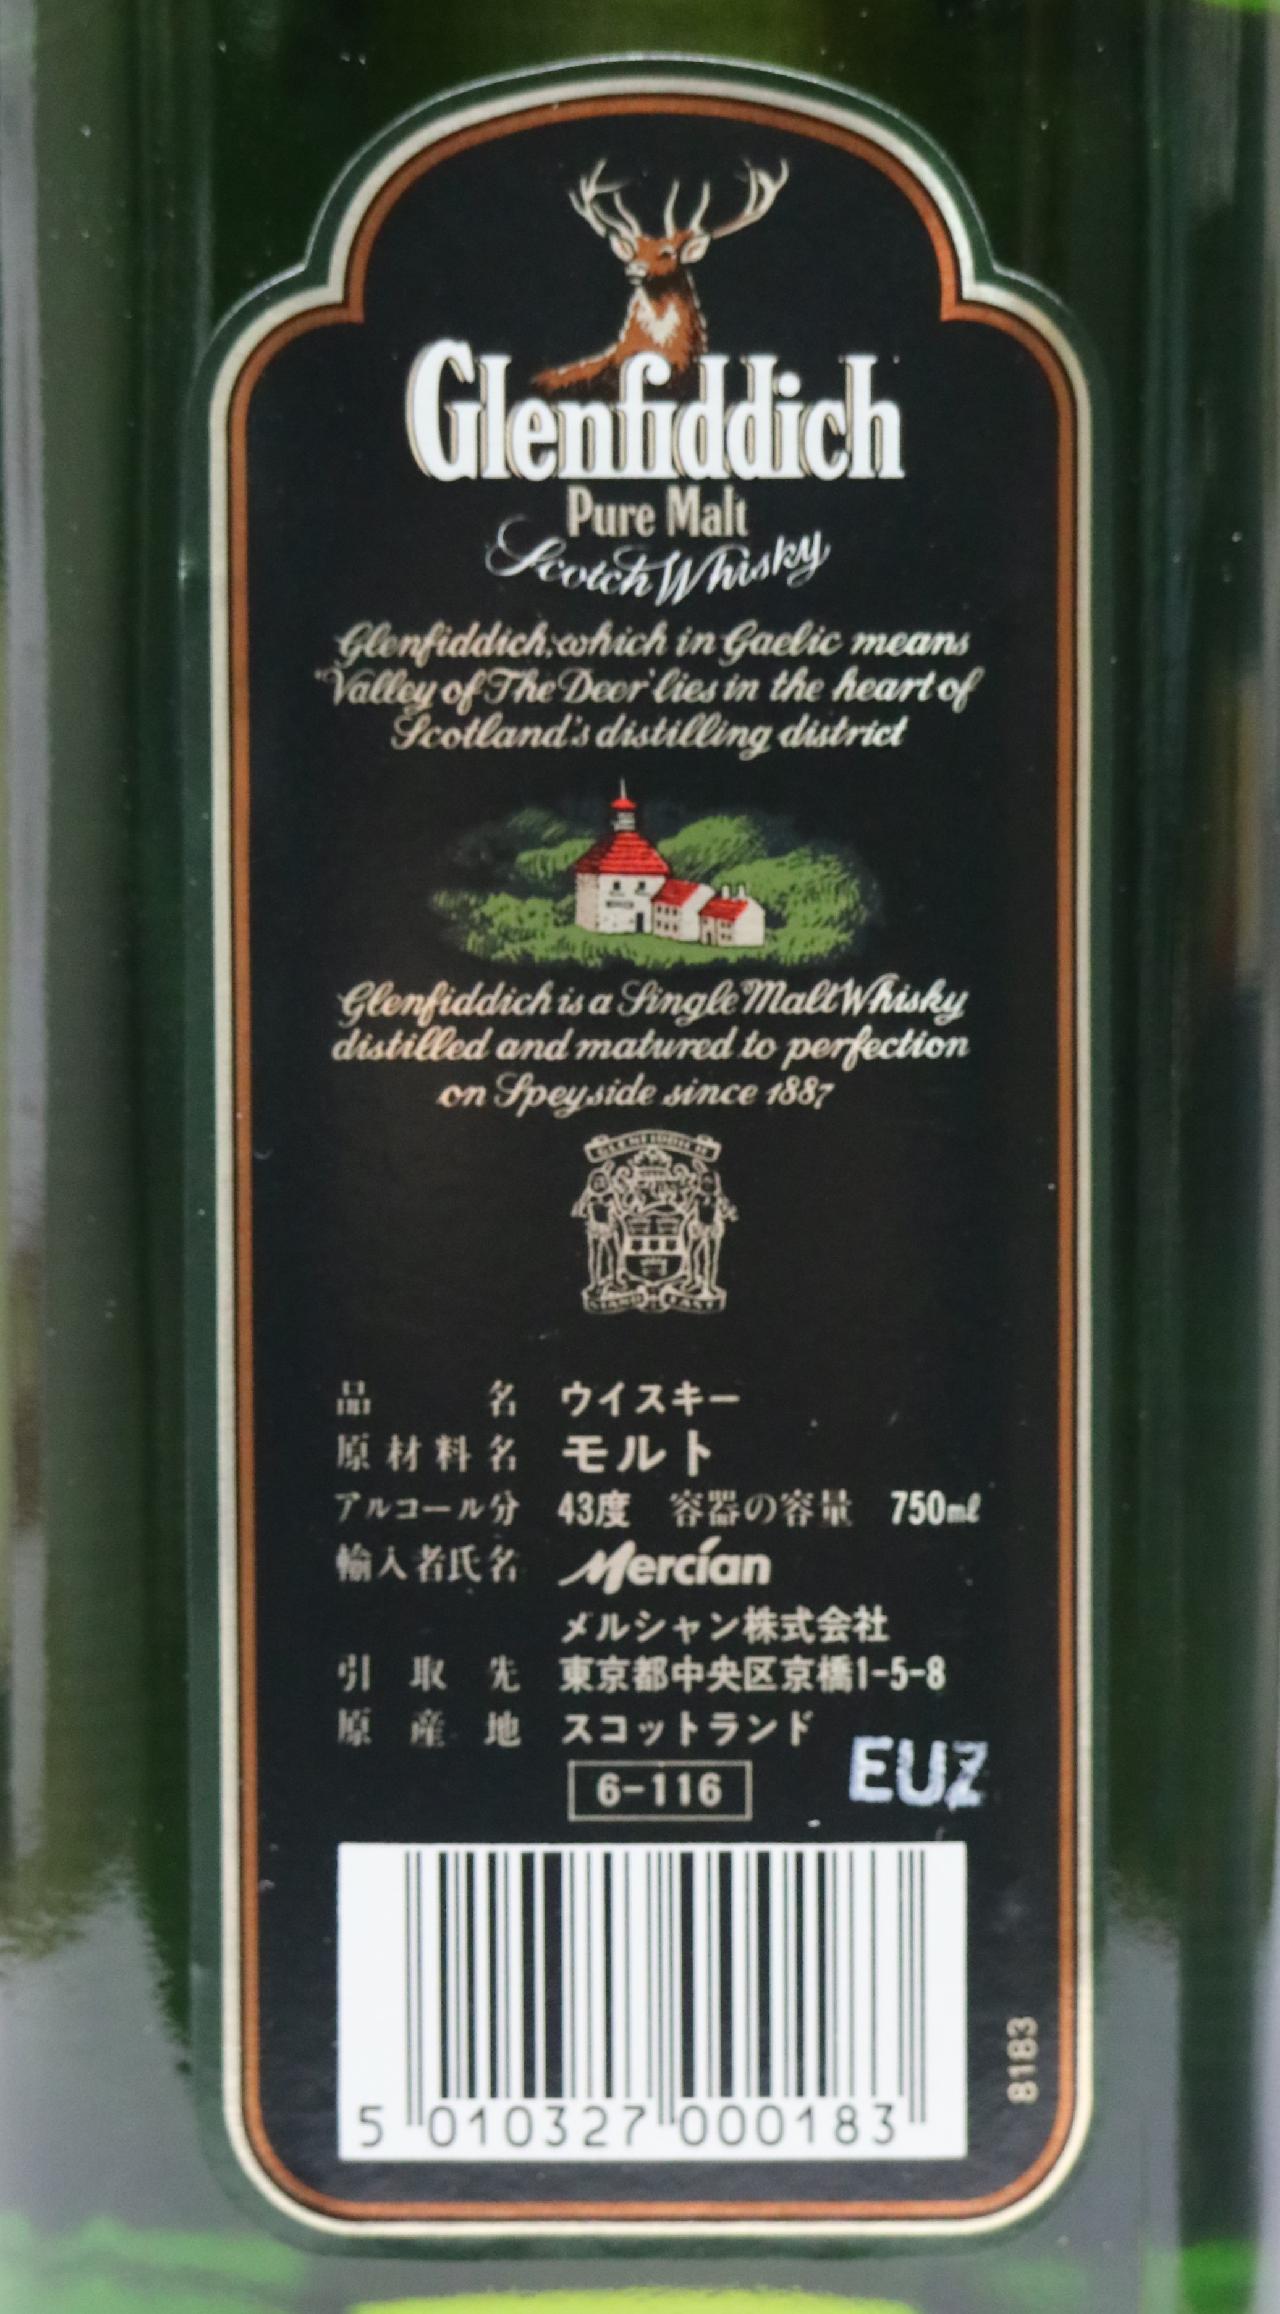 Glenfiddich
Pure Malt
Scotch Whisky
Glenfiddich, which in Gaelic means
"Valley of The Deer" lies in the heart of
Scotland's distilling district
Glenfiddich is a Single Malt Whisky
distilled and matured to perfection
on Speyside since 1887
GLENFIDDICH
STAND FAST
品名 ウイスキー
原材料名 モルト
アルコール分 43度 容器の容量 750mℓ
輸入者氏名 Mercian
メルシャン株式会社
引取先 東京都中央区京橋1-5-8
原産地 スコットランド
6-116
EUZ
8183
5 010327 000183